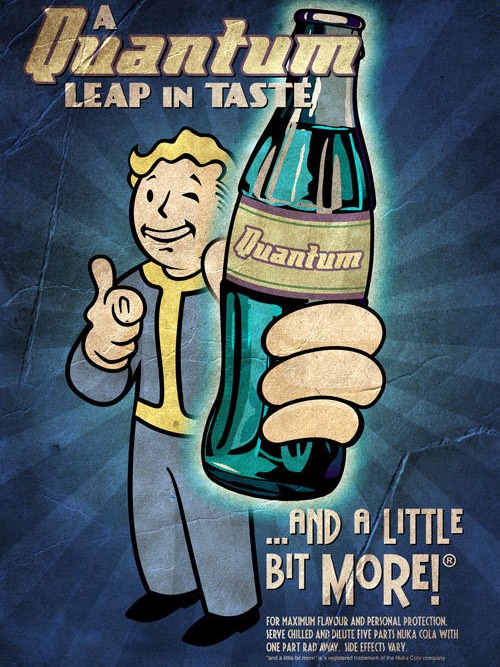 A
Quantum
LEAP IN TASTE!
Quantum
...AND A LITTLE
BIT MORE!®
FOR MAXIMUM FLAVOUR AND PERSONAL PROTECTION,
SERVE CHILLED AND DILUTE FIVE PARTS NUKA COLA WITH
ONE PART RAD AWAY. SIDE EFFECTS VARY.
"and a little bit more" is a registered trademark of the Nuka Cola company